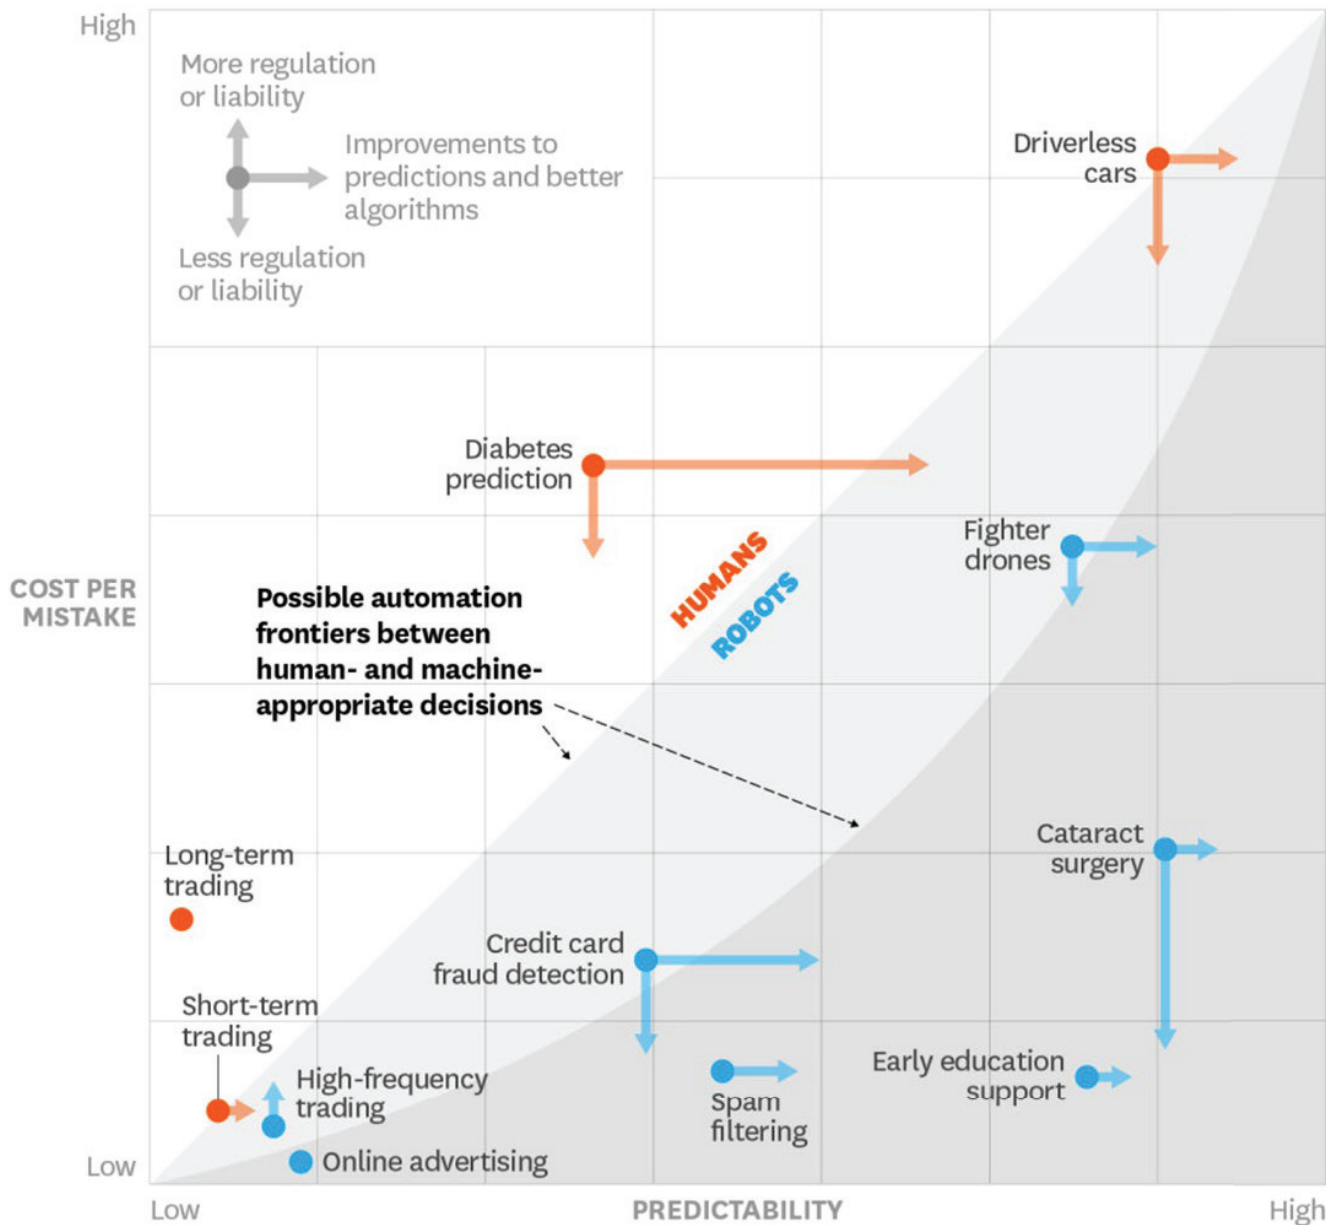 High
More regulation
or liability
Improvements to
predictions and better
algorithms
Less regulation
or liability
Driverless
cars
Diabetes
prediction
Fighter
drones
HUMANS
ROBOTS
COST PER
MISTAKE
Possible automation
frontiers between
human- and machine-
appropriate decisions
Long-term
trading
Cataract
surgery
Credit card
fraud detection
Short-term
trading
High-frequency
trading
Early education
support
Spam
filtering
Online advertising
Low
Low
PREDICTABILITY
High